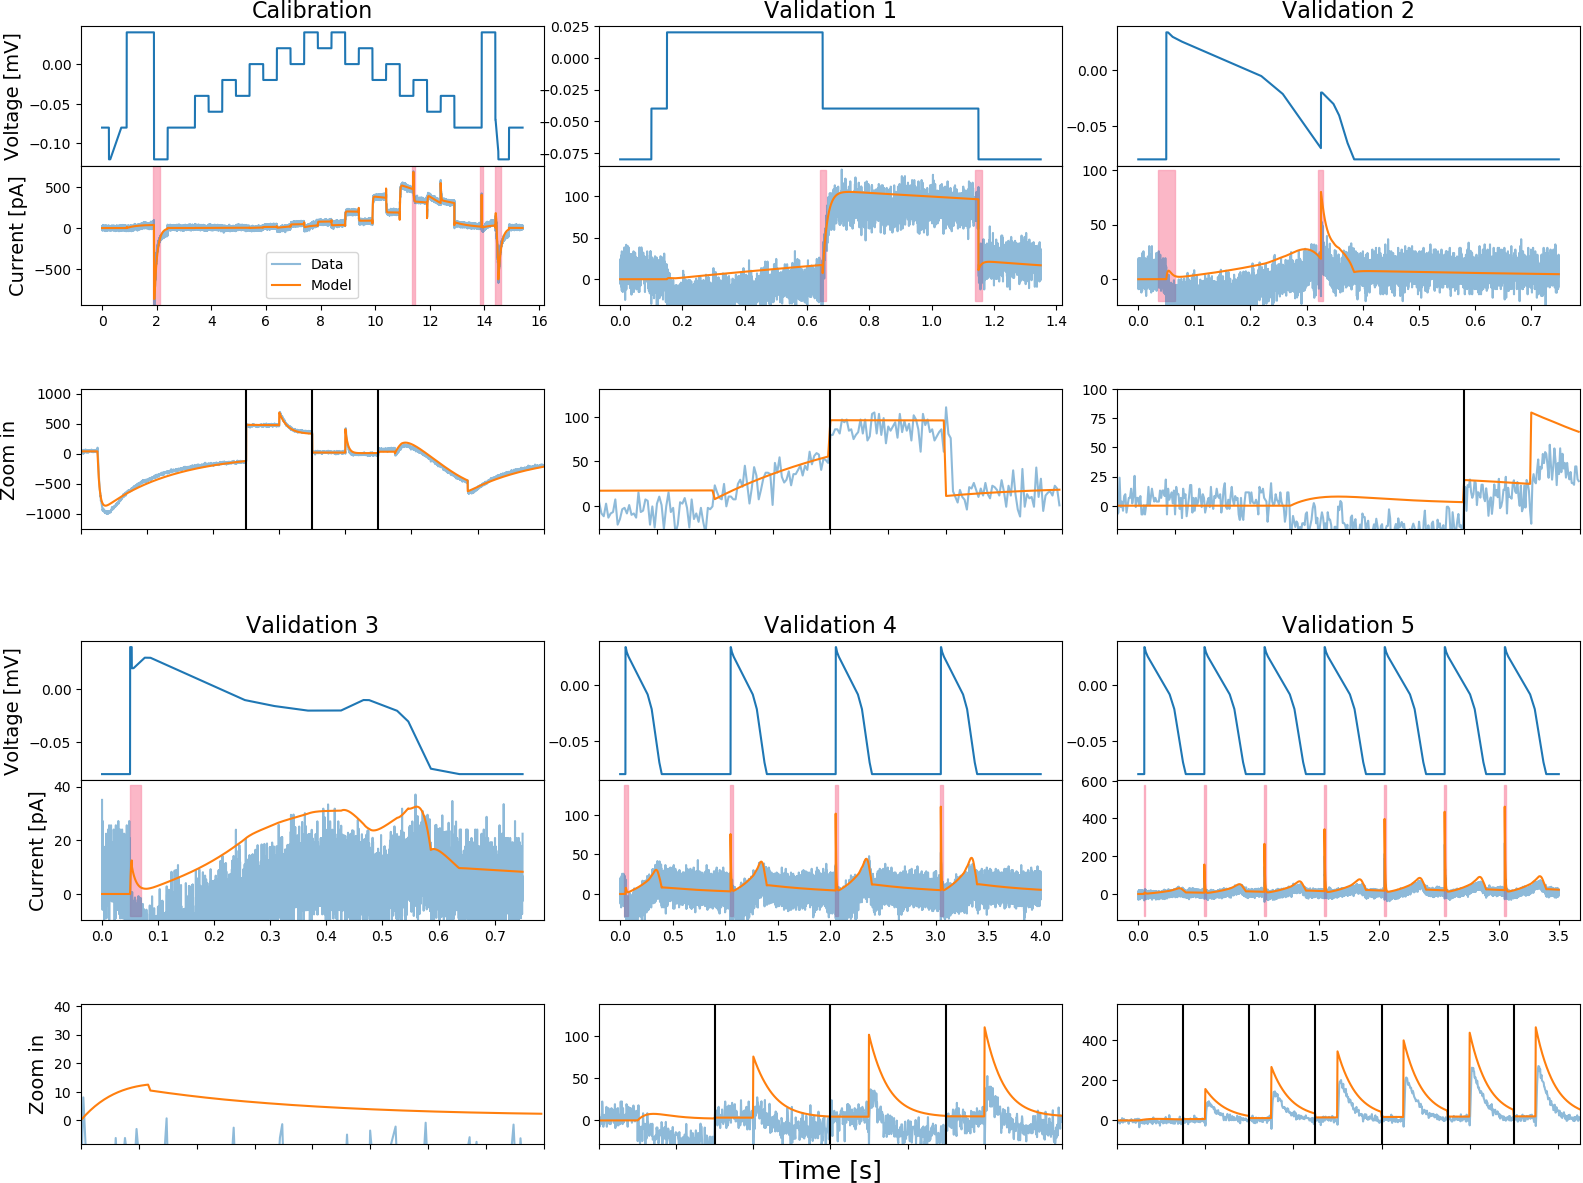 Calibration
Validation 1
Validation 2
Voltage [mV]
0.00
−0.05
−0.10
0.025
0.000
−0.025
−0.050
−0.075
0.00
−0.05
Current [pA]
500
0
−500
Data
Model
100
50
0
100
50
0
0 2 4 6 8 10 12 14 16
0.0 0.2 0.4 0.6 0.8 1.0 1.2 1.4
0.0 0.1 0.2 0.3 0.4 0.5 0.6 0.7
Zoom in
1000
500
0
−500
−1000
100
50
0
100
75
50
25
0
Validation 3
Validation 4
Validation 5
Voltage [mV]
0.00
−0.05
0.00
−0.05
0.00
−0.05
Current [pA]
40
20
0
100
50
0
600
400
200
0
0.0 0.1 0.2 0.3 0.4 0.5 0.6 0.7
0.0 0.5 1.0 1.5 2.0 2.5 3.0 3.5 4.0
0.0 0.5 1.0 1.5 2.0 2.5 3.0 3.5
Zoom in
40
30
20
10
0
100
50
0
400
200
0
Time [s]